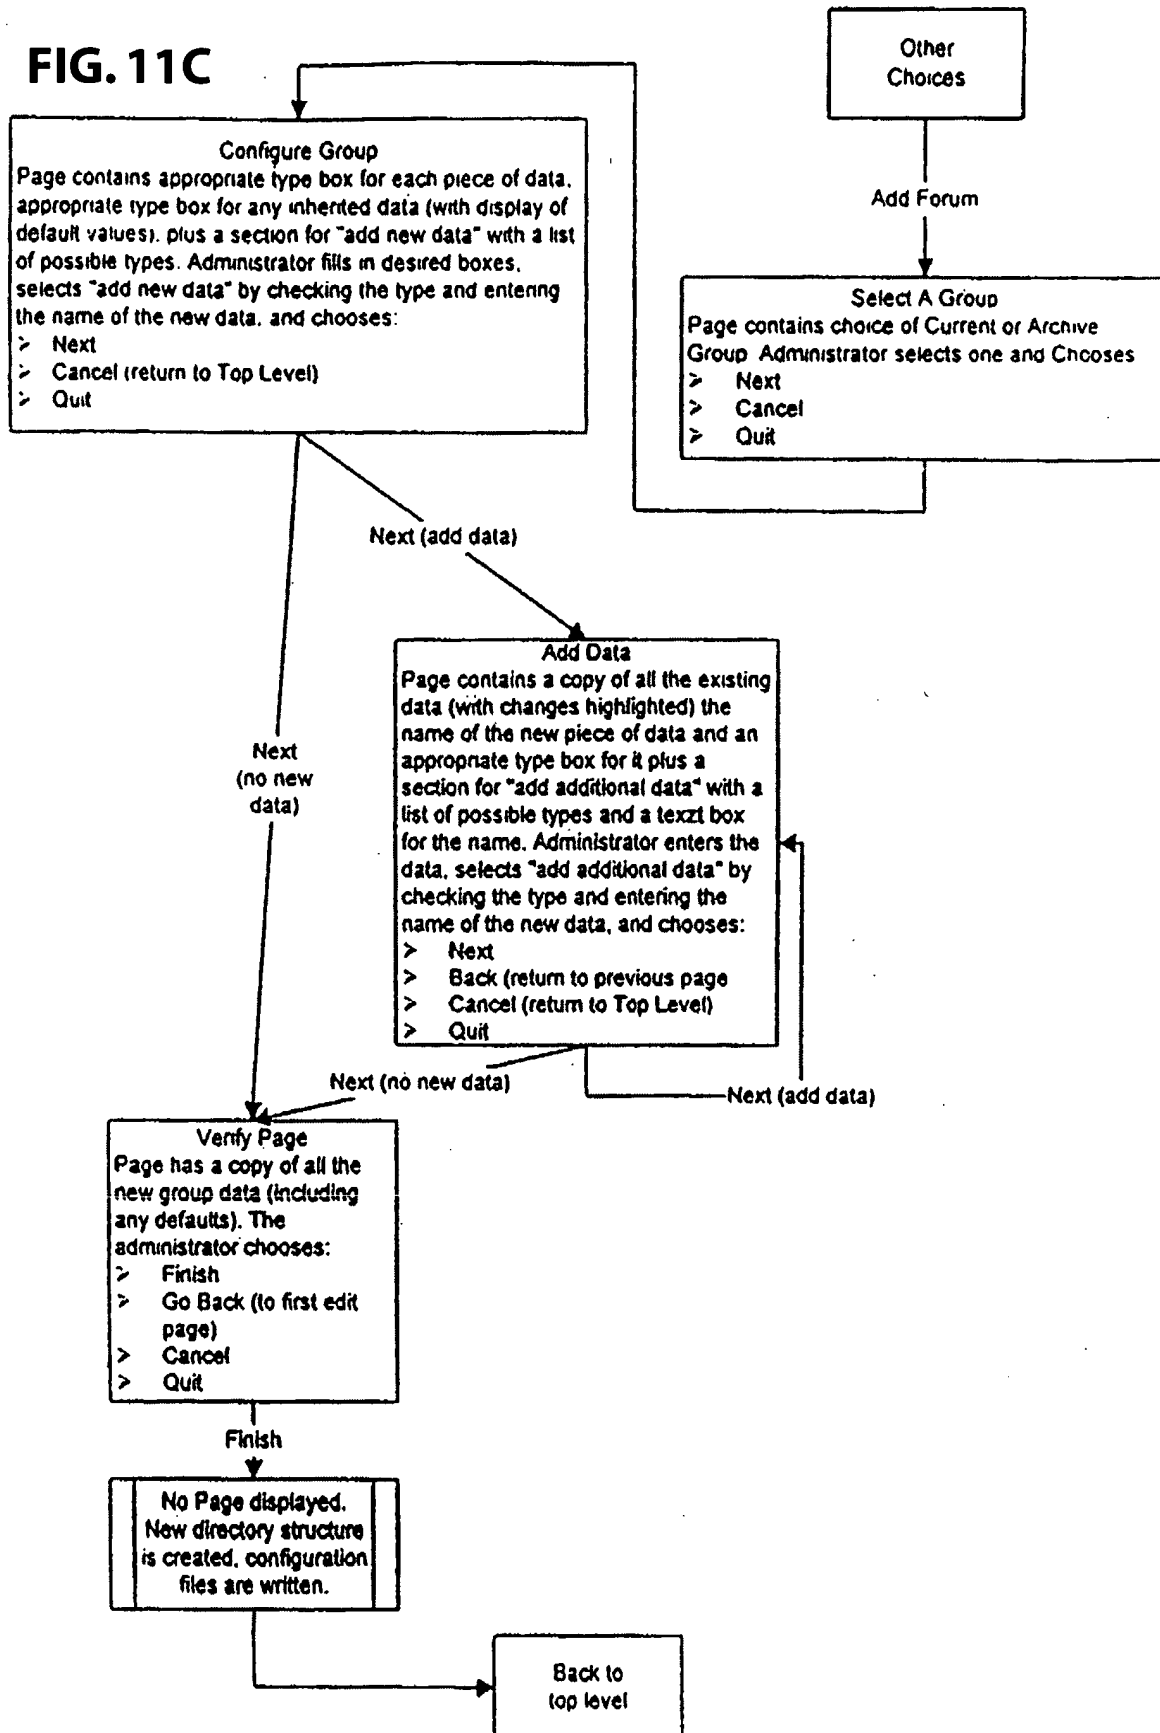 FIG. 11C
Other
Choices
Add Forum
Select A Group
Page contains choice of Current or Archive
Group Administrator selects one and Chooses
> Next
> Cancel
> Quit
Configure Group
Page contains appropriate type box for each piece of data,
appropriate type box for any inherited data (with display of
default values), plus a section for "add new data" with a list
of possible types. Administrator fills in desired boxes,
selects "add new data" by checking the type and entering
the name of the new data, and chooses:
> Next
> Cancel (return to Top Level)
> Quit
Next (add data)
Next
(no new
data)
Add Data
Page contains a copy of all the existing
data (with changes highlighted) the
name of the new piece of data and an
appropriate type box for it plus a
section for "add additional data" with a
list of possible types and a texzt box
for the name. Administrator enters the
data, selects "add additional data" by
checking the type and entering the
name of the new data, and chooses:
> Next
> Back (return to previous page
> Cancel (return to Top Level)
> Quit
Next (no new data)
Next (add data)
Verify Page
Page has a copy of all the
new group data (including
any defaults). The
administrator chooses:
> Finish
> Go Back (to first edit
page)
> Cancel
> Quit
Finish
No Page displayed.
New directory structure
is created, configuration
files are written.
Back to
top level